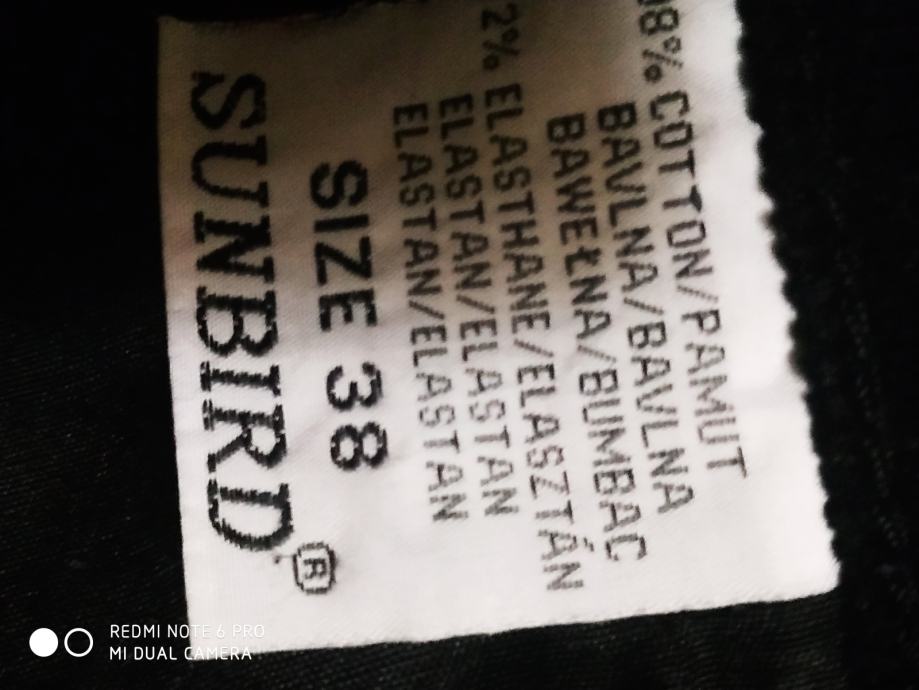 98% COTTON/PAMUT
BAVLNA/BAVLNA
BAWEŁNA/BUMBAC
2% ELASTHANE/ELASZTÁN
ELASTAN/ELASTAN
ELASTAN/ELASTAN
SIZE 38
SUNBIRD®
REDMI NOTE 6 PRO
MI DUAL CAMERA